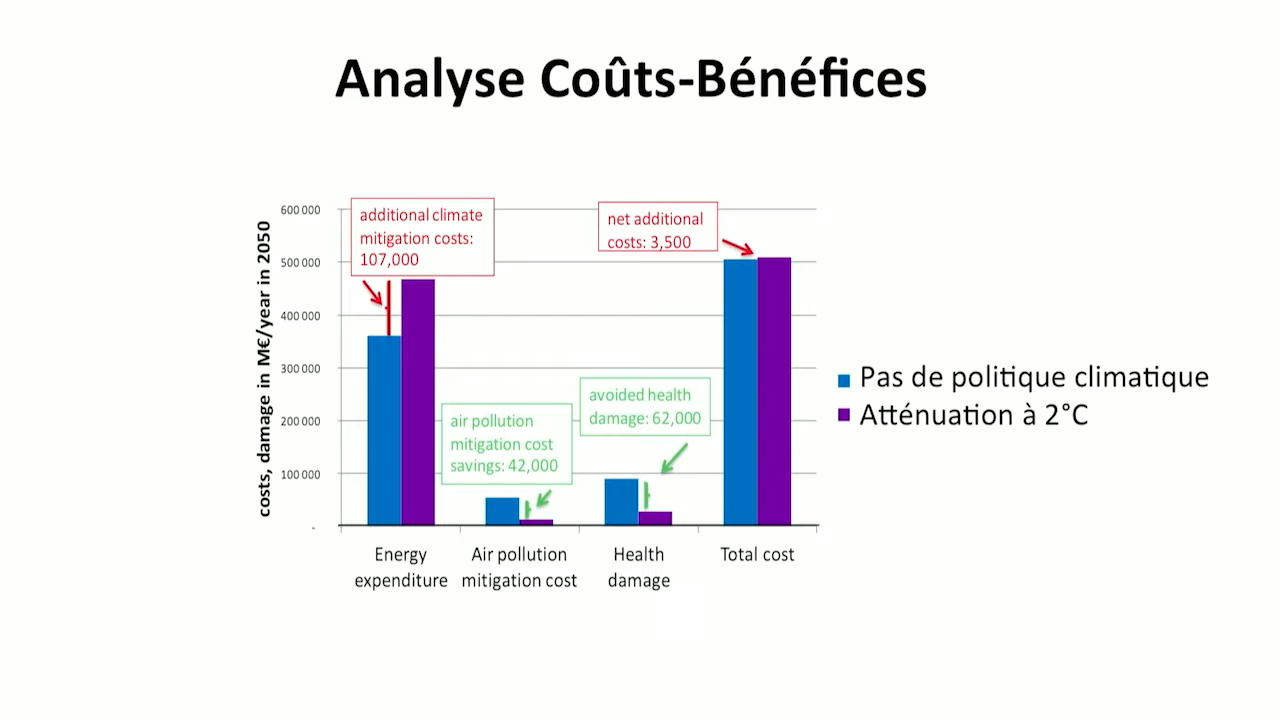 Analyse Coûts-Bénéfices
costs, damage in M€/year in 2050
600 000
500 000
400 000
300 000
200 000
100 000
-
additional climate
mitigation costs:
107,000
air pollution
mitigation cost
savings: 42,000
avoided health
damage: 62,000
net additional
costs: 3,500
Energy
expenditure
Air pollution
mitigation cost
Health
damage
Total cost
Pas de politique climatique
Atténuation à 2°C